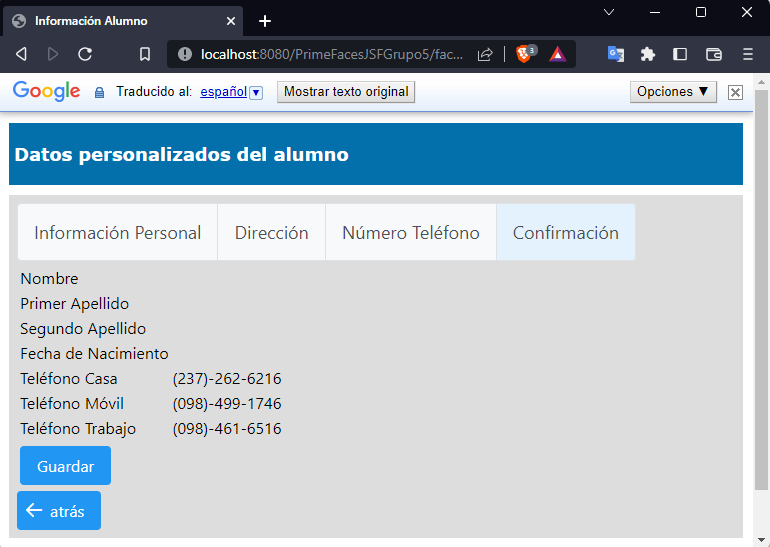 Información Alumno
localhost:8080/PrimeFacesJSFGrupo5/fac...
3
Google Traducido al: español Mostrar texto original Opciones ▼
Datos personalizados del alumno
Información Personal Dirección Número Teléfono Confirmación
Nombre
Primer Apellido
Segundo Apellido
Fecha de Nacimiento
Teléfono Casa (237)-262-6216
Teléfono Móvil (098)-499-1746
Teléfono Trabajo (098)-461-6516
Guardar
atrás